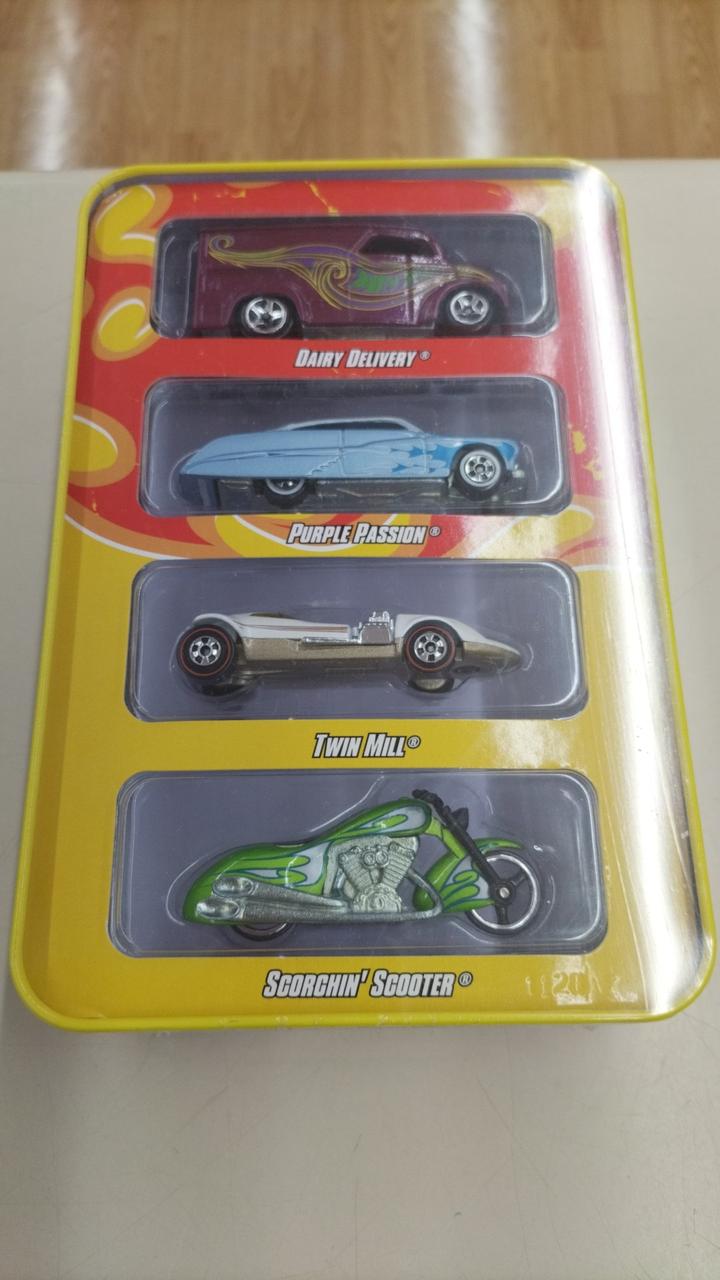 DAIRY DELIVERY®
PURPLE PASSION®
TWIN MILL®
SCORCHIN' SCOOTER®